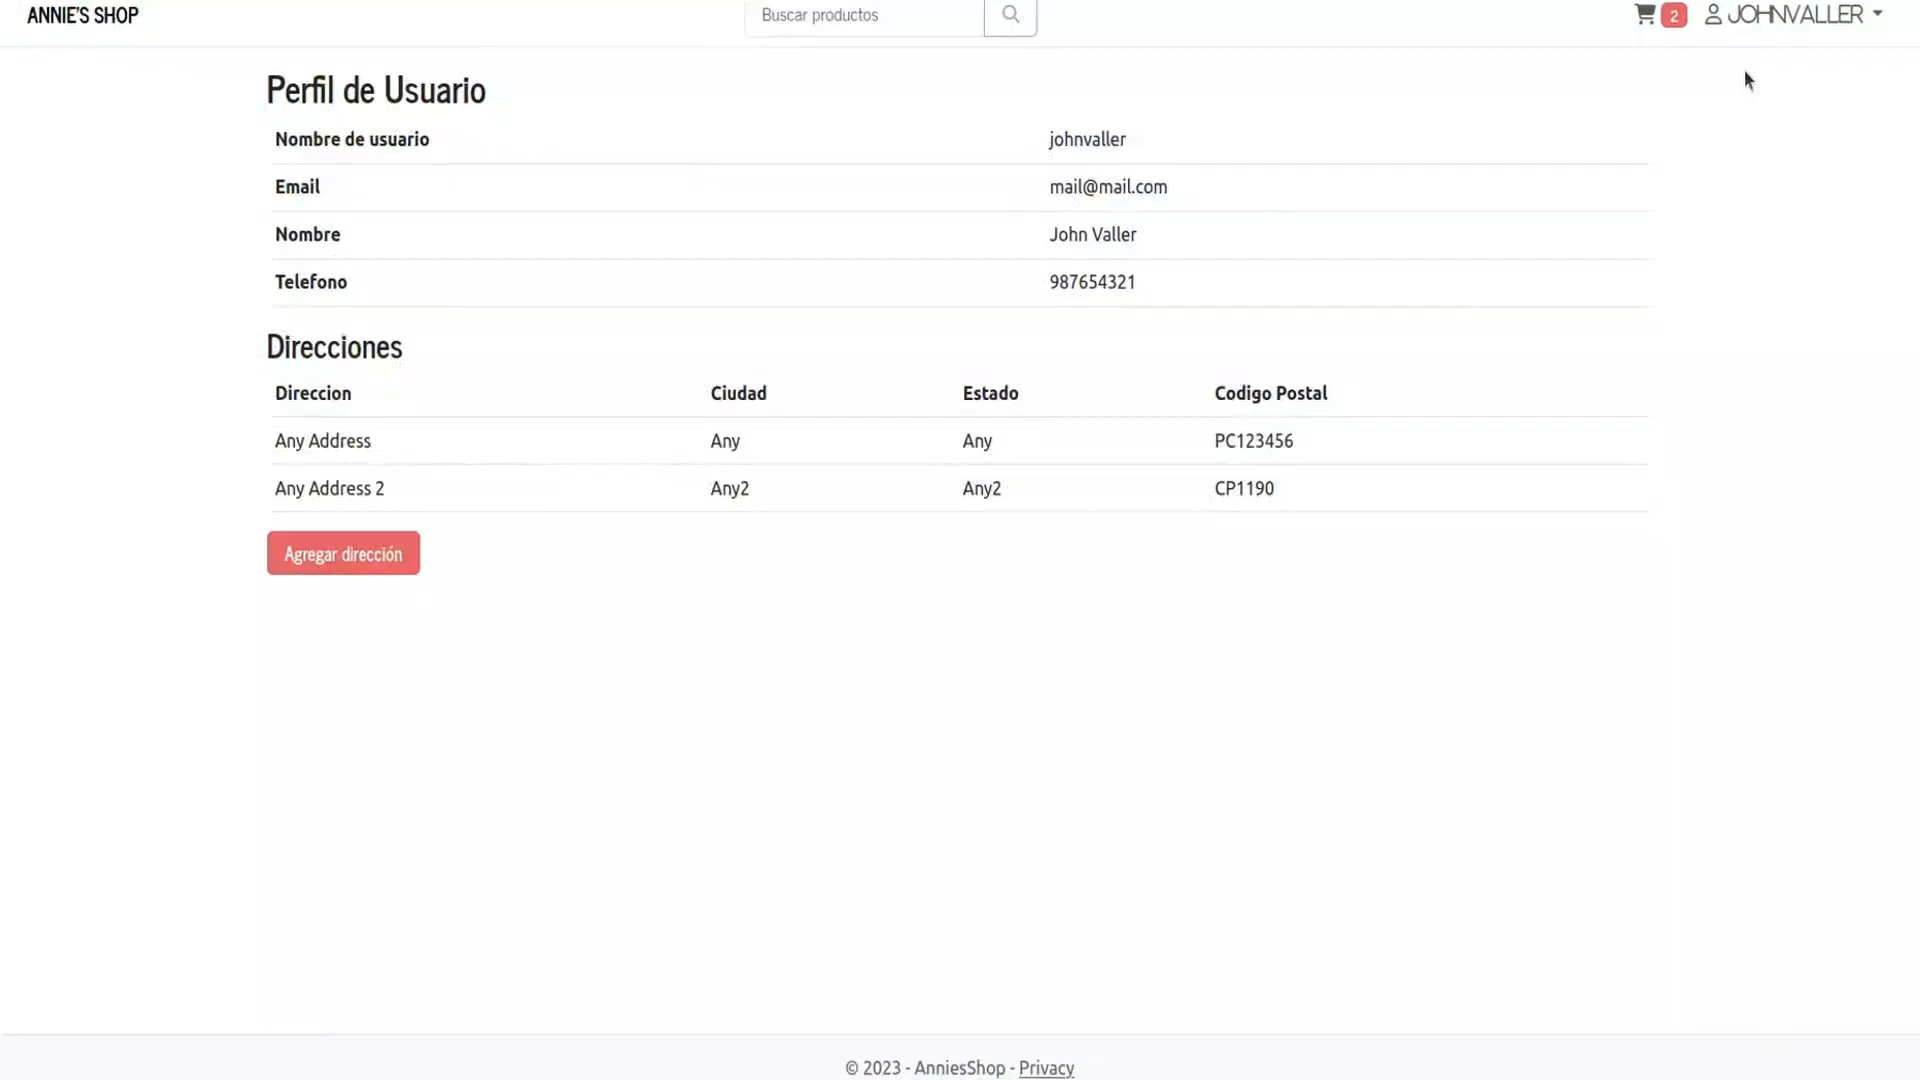 ANNIE'S SHOP
Buscar productos
2 JOHNVALLER
Perfil de Usuario
Nombre de usuario johnvaller
Email mail@mail.com
Nombre John Valler
Telefono 987654321
Direcciones
Direccion Ciudad Estado Codigo Postal
Any Address Any Any PC123456
Any Address 2 Any2 Any2 CP1190
Agregar dirección
© 2023 - AnniesShop - Privacy